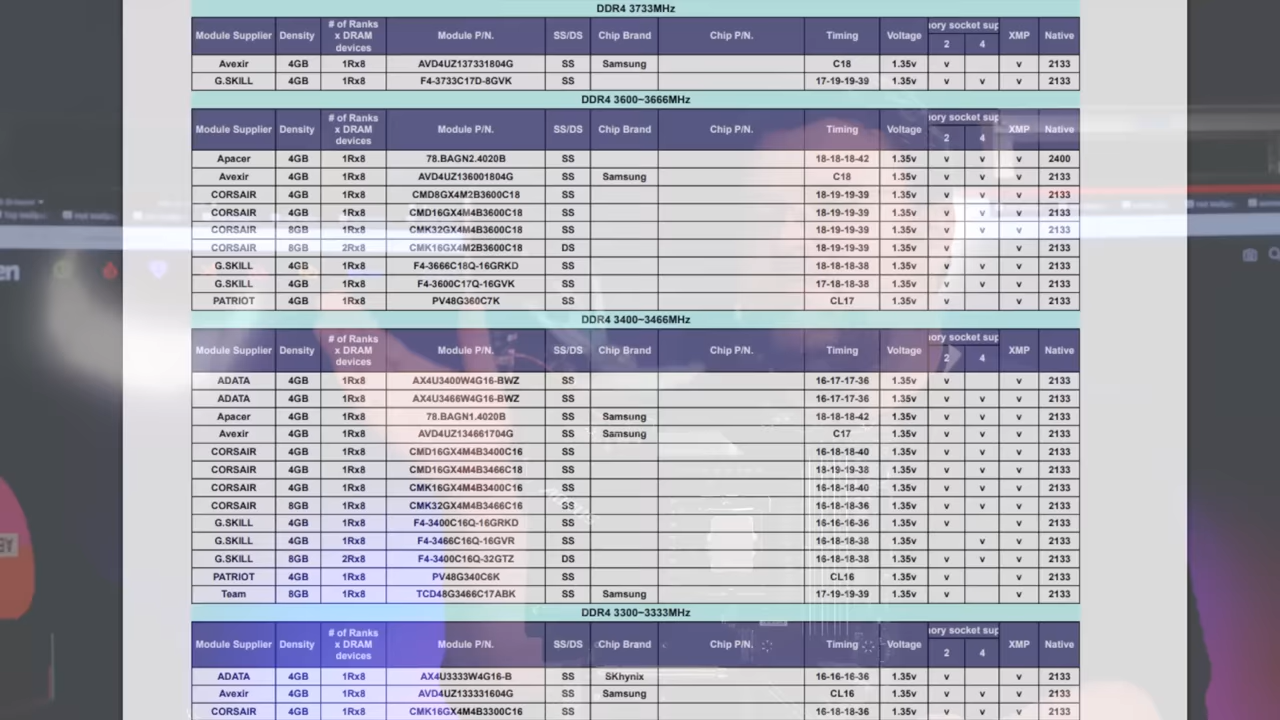 DDR4 3733MHz
Module Supplier Density # of Ranks x DRAM devices Module P/N. SS/DS Chip Brand Chip P/N. Timing Voltage ory socket sup 2 4 XMP Native
Avexir 4GB 1Rx8 AVD4UZ137331804G SS Samsung C18 1.35v v v 2133
G.SKILL 4GB 1Rx8 F4-3733C17D-8GVK SS 17-19-19-39 1.35v v v v 2133
DDR4 3600~3666MHz
Module Supplier Density # of Ranks x DRAM devices Module P/N. SS/DS Chip Brand Chip P/N. Timing Voltage ory socket sup 2 4 XMP Native
Apacer 4GB 1Rx8 78.BAGN2.4020B SS 18-18-18-42 1.35v v v v 2400
Avexir 4GB 1Rx8 AVD4UZ136001804G SS Samsung C18 1.35v v v v 2133
CORSAIR 4GB 1Rx8 CMD8GX4M2B3600C18 SS 18-19-19-39 1.35v v v v 2133
CORSAIR 4GB 1Rx8 CMD16GX4M4B3600C18 SS 18-19-19-39 1.35v v v v 2133
CORSAIR 8GB 1Rx8 CMK32GX4M4B3600C18 SS 18-19-19-39 1.35v v v v 2133
CORSAIR 8GB 2Rx8 CMK16GX4M2B3600C18 DS 18-19-19-39 1.35v v v 2133
G.SKILL 4GB 1Rx8 F4-3666C18Q-16GRKD SS 18-18-18-38 1.35v v v v 2133
G.SKILL 4GB 1Rx8 F4-3600C17Q-16GVK SS 17-18-18-38 1.35v v v v 2133
PATRIOT 4GB 1Rx8 PV48G360C7K SS CL17 1.35v v v 2133
DDR4 3400~3466MHz
Module Supplier Density # of Ranks x DRAM devices Module P/N. SS/DS Chip Brand Chip P/N. Timing Voltage ory socket sup 2 4 XMP Native
ADATA 4GB 1Rx8 AX4U3400W4G16-BWZ SS 16-17-17-36 1.35v v v 2133
ADATA 4GB 1Rx8 AX4U3466W4G16-BWZ SS 16-17-17-36 1.35v v v v 2133
Apacer 4GB 1Rx8 78.BAGN1.4020B SS Samsung 18-18-18-42 1.35v v v v 2133
Avexir 4GB 1Rx8 AVD4UZ134661704G SS Samsung C17 1.35v v v v 2133
CORSAIR 4GB 1Rx8 CMD16GX4M4B3400C16 SS 16-18-18-40 1.35v v v v 2133
CORSAIR 4GB 1Rx8 CMD16GX4M4B3466C18 SS 18-19-19-38 1.35v v v v 2133
CORSAIR 4GB 1Rx8 CMK16GX4M4B3400C16 SS 16-18-18-40 1.35v v v v 2133
CORSAIR 8GB 1Rx8 CMK32GX4M4B3466C16 SS 16-18-18-36 1.35v v v v 2133
G.SKILL 4GB 1Rx8 F4-3400C16Q-16GRKD SS 16-16-16-36 1.35v v v 2133
G.SKILL 4GB 1Rx8 F4-3466C16Q-16GVR SS 16-18-18-38 1.35v v v 2133
G.SKILL 8GB 2Rx8 F4-3400C16Q-32GTZ DS 16-18-18-38 1.35v v v v 2133
PATRIOT 4GB 1Rx8 PV48G340C6K SS CL16 1.35v v v 2133
Team 8GB 1Rx8 TCD48G3466C17ABK SS Samsung 17-19-19-39 1.35v v v v 2133
DDR4 3300~3333MHz
Module Supplier Density # of Ranks x DRAM devices Module P/N. SS/DS Chip Brand Chip P/N. Timing Voltage ory socket sup 2 4 XMP Native
ADATA 4GB 1Rx8 AX4U3333W4G16-B SS SKhynix 16-16-16-36 1.35v v v 2133
Avexir 4GB 1Rx8 AVD4UZ133331604G SS Samsung CL16 1.35v v v v 2133
CORSAIR 4GB 1Rx8 CMK16GX4M4B3300C16 SS 16-18-18-36 1.35v v v v 2133